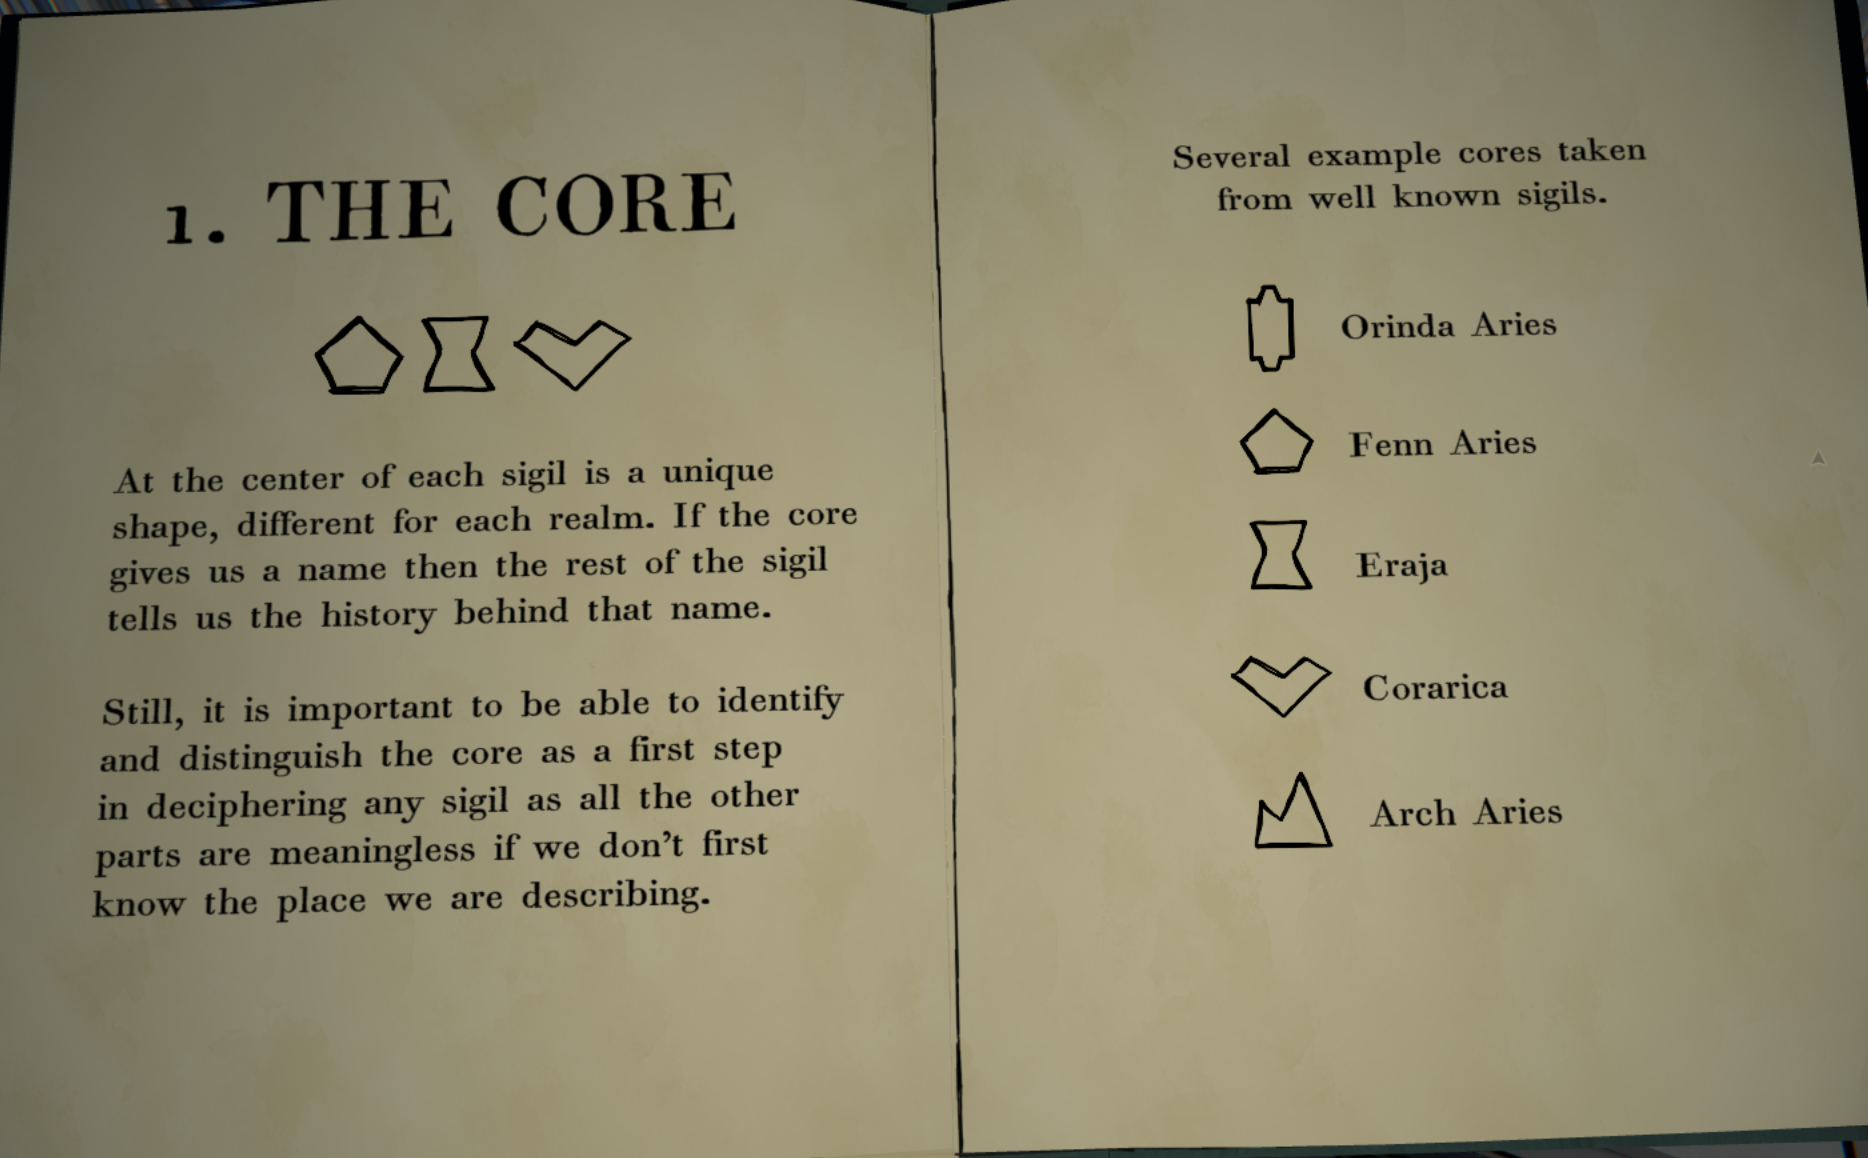 1. THE CORE
At the center of each sigil is a unique
shape, different for each realm. If the core
gives us a name then the rest of the sigil
tells us the history behind that name.
Still, it is important to be able to identify
and distinguish the core as a first step
in deciphering any sigil as all the other
parts are meaningless if we don’t first
know the place we are describing.
Several example cores taken
from well known sigils.
Orinda Aries
Fenn Aries
Eraja
Corarica
Arch Aries